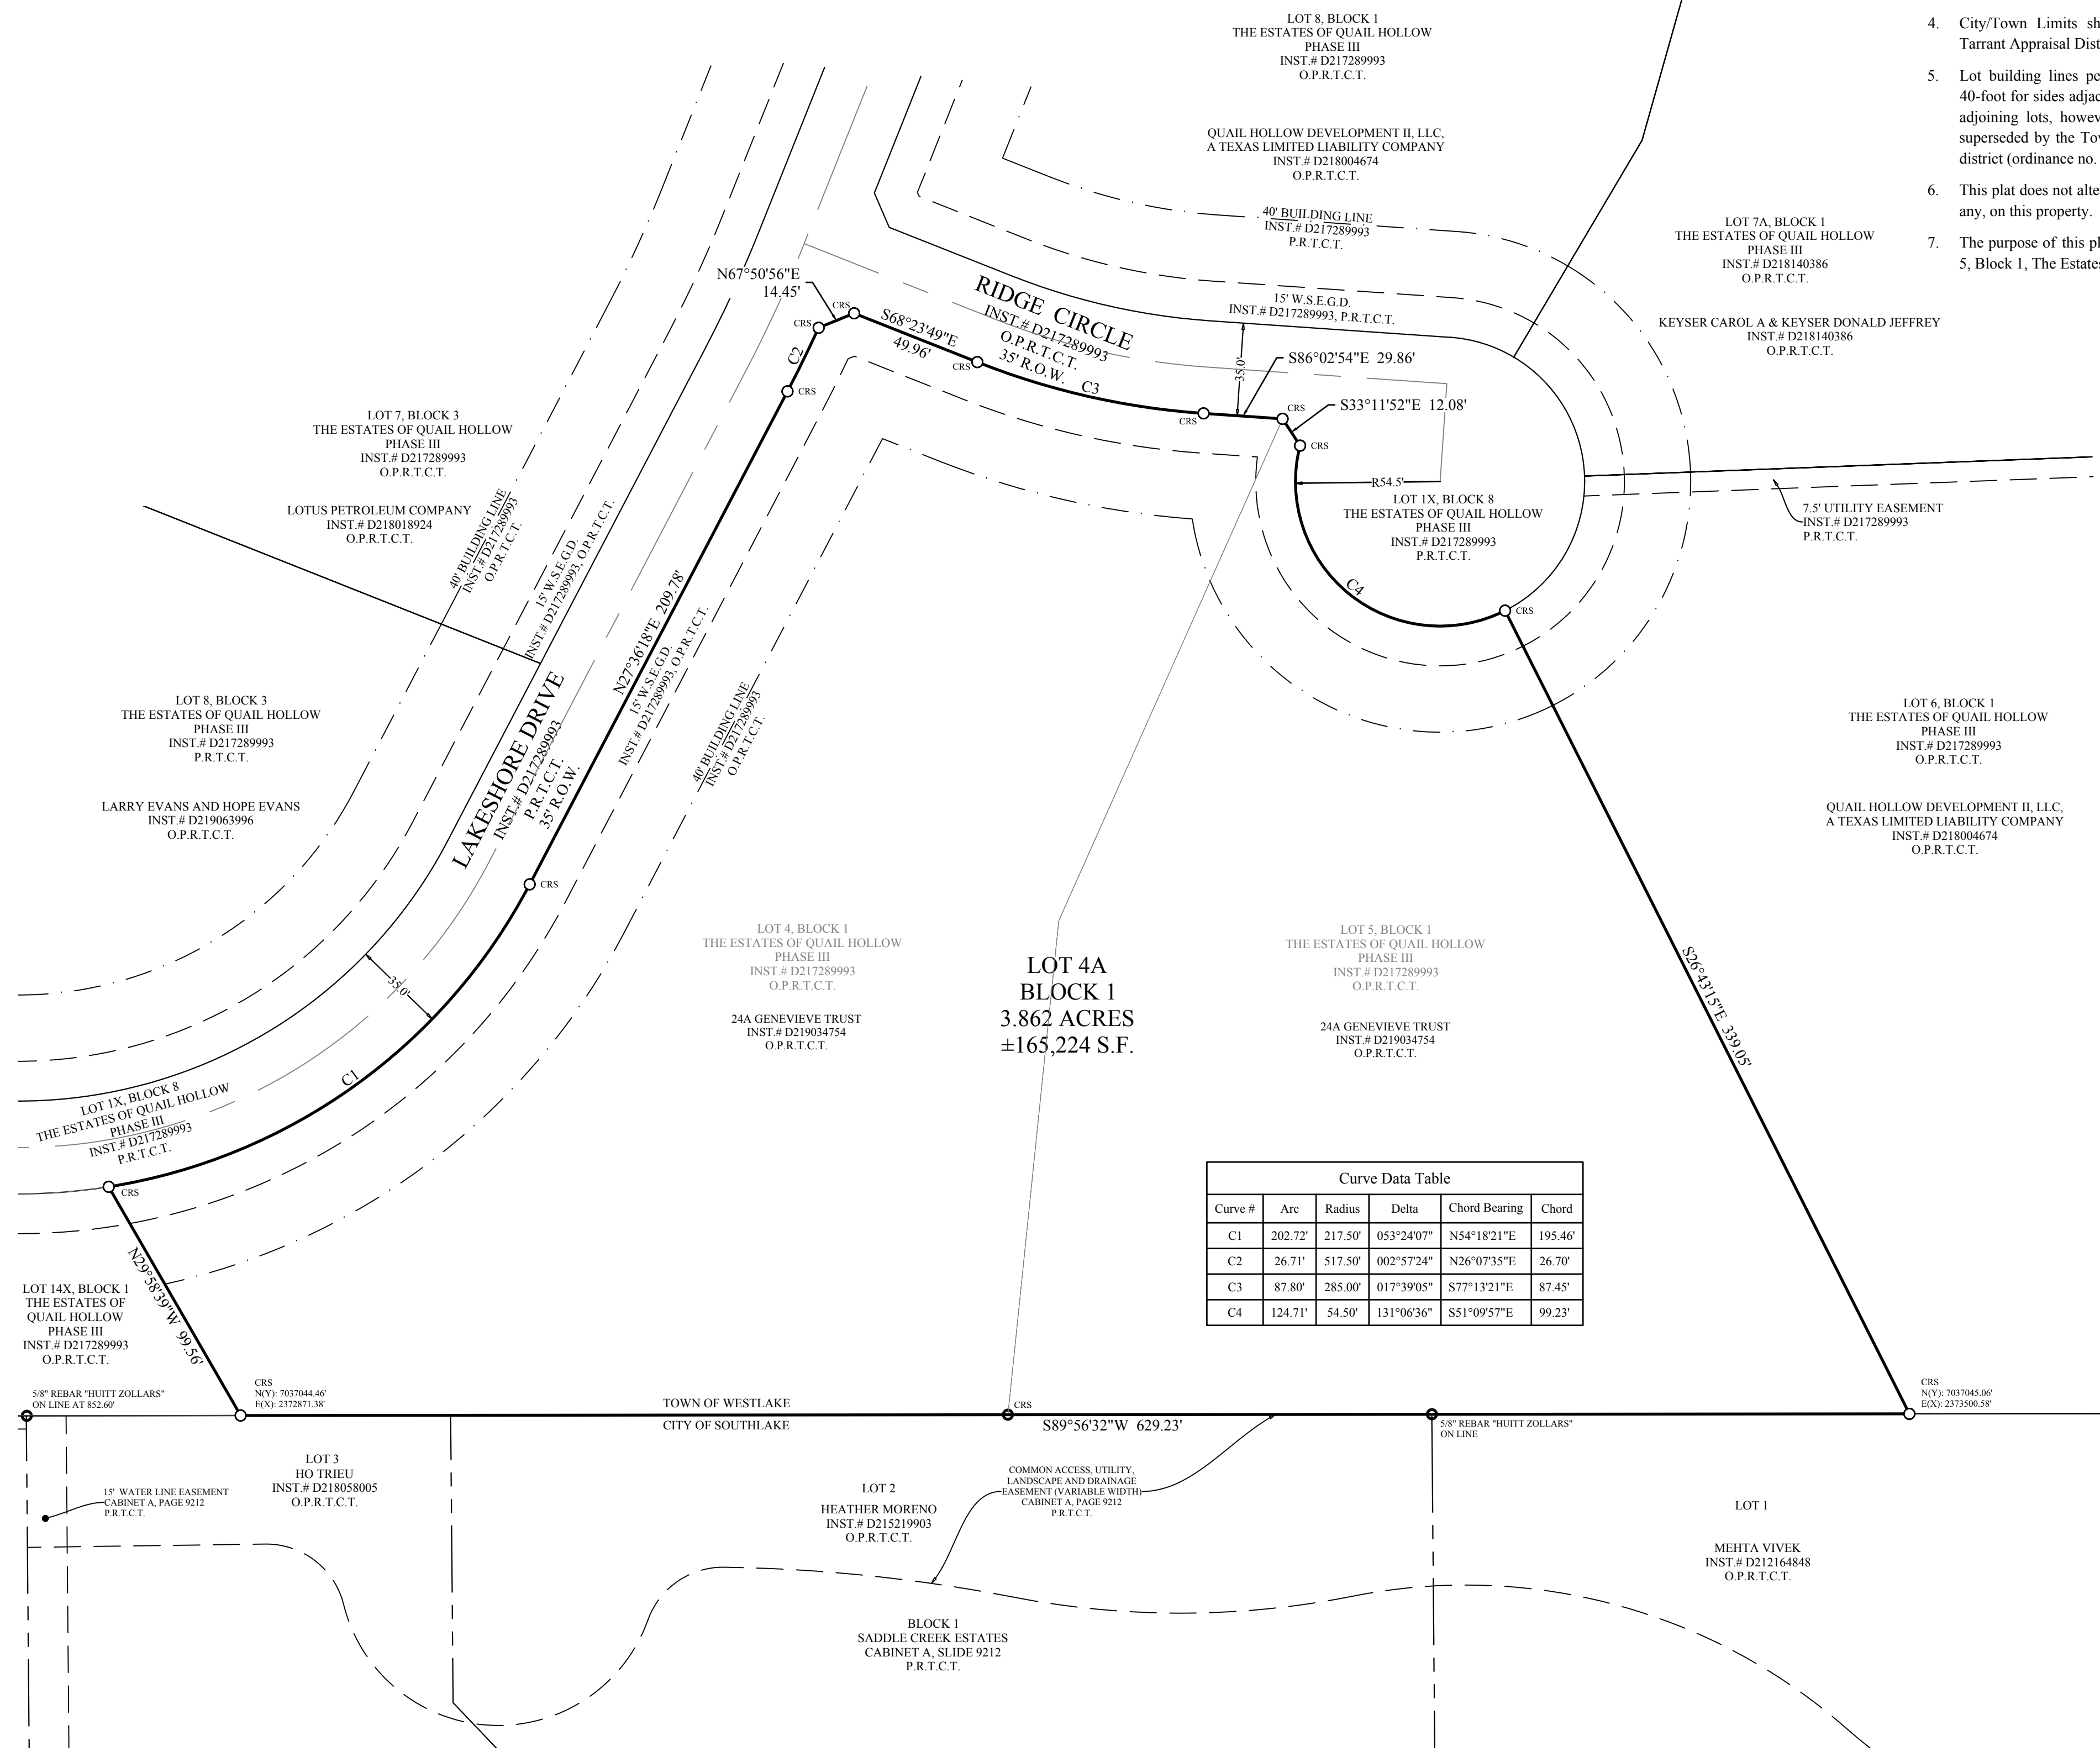 LOT 8, BLOCK 1
THE ESTATES OF QUAIL HOLLOW
PHASE III
INST.# D217289993
O.P.R.T.C.T.
QUAIL HOLLOW DEVELOPMENT II, LLC,
A TEXAS LIMITED LIABILITY COMPANY
INST.# D218004674
O.P.R.T.C.T.
4. City/Town Limits sh
Tarrant Appraisal Dist
5. Lot building lines pe
40-foot for sides adjac
adjoining lots, howev
superseded by the Tov
district (ordinance no.
6. This plat does not alte
any, on this property.
7. The purpose of this pl
5, Block 1, The Estates
40' BUILDING LINE
INST.# D217289993
P.R.T.C.T.
LOT 7A, BLOCK 1
THE ESTATES OF QUAIL HOLLOW
PHASE III
INST.# D218140386
O.P.R.T.C.T.
KEYSER CAROL A & KEYSER DONALD JEFFREY
INST.# D218140386
O.P.R.T.C.T.
N67°50'56"E
14.45'
CRS
CRS
S68°23'49"E
49.96'
CRS
C2
CRS
RIDGE CIRCLE
INST.# D217289993
O.P.R.T.C.T.
35' R.O.W.
C3
15' W.S.E.G.D.
INST.# D217289993, P.R.T.C.T.
35.0'
S86°02'54"E 29.86'
CRS
CRS
S33°11'52"E 12.08'
CRS
R54.5'
LOT 1X, BLOCK 8
THE ESTATES OF QUAIL HOLLOW
PHASE III
INST.# D217289993
P.R.T.C.T.
C4
CRS
7.5' UTILITY EASEMENT
INST.# D217289993
P.R.T.C.T.
LOT 7, BLOCK 3
THE ESTATES OF QUAIL HOLLOW
PHASE III
INST.# D217289993
O.P.R.T.C.T.
LOTUS PETROLEUM COMPANY
INST.# D218018924
O.P.R.T.C.T.
40' BUILDING LINE
INST.# D217289993
O.P.R.T.C.T.
15' W.S.E.G.D.
INST.# D217289993, O.P.R.T.C.T.
N27°36'18"E 209.78'
15' W.S.E.G.D.
INST.# D217289993, O.P.R.T.C.T.
40' BUILDING LINE
INST.# D217289993
O.P.R.T.C.T.
LAKESHORE DRIVE
INST.# D217289993
P.R.T.C.T.
35' R.O.W.
CRS
LOT 8, BLOCK 3
THE ESTATES OF QUAIL HOLLOW
PHASE III
INST.# D217289993
P.R.T.C.T.
LARRY EVANS AND HOPE EVANS
INST.# D219063996
O.P.R.T.C.T.
LOT 6, BLOCK 1
THE ESTATES OF QUAIL HOLLOW
PHASE III
INST.# D217289993
O.P.R.T.C.T.
QUAIL HOLLOW DEVELOPMENT II, LLC,
A TEXAS LIMITED LIABILITY COMPANY
INST.# D218004674
O.P.R.T.C.T.
LOT 4, BLOCK 1
THE ESTATES OF QUAIL HOLLOW
PHASE III
INST.# D217289993
O.P.R.T.C.T.
24A GENEVIEVE TRUST
INST.# D219034754
O.P.R.T.C.T.
LOT 4A
BLOCK 1
3.862 ACRES
±165,224 S.F.
LOT 5, BLOCK 1
THE ESTATES OF QUAIL HOLLOW
PHASE III
INST.# D217289993
O.P.R.T.C.T.
24A GENEVIEVE TRUST
INST.# D219034754
O.P.R.T.C.T.
S26°43'15"E 339.05'
35.0'
C1
LOT 1X, BLOCK 8
THE ESTATES OF QUAIL HOLLOW
PHASE III
INST.# D217289993
P.R.T.C.T.
CRS
N29°58'39"W 99.56'
LOT 14X, BLOCK 1
THE ESTATES OF
QUAIL HOLLOW
PHASE III
INST.# D217289993
O.P.R.T.C.T.
Curve Data Table
Curve # Arc Radius Delta Chord Bearing Chord
C1 202.72' 217.50' 053°24'07" N54°18'21"E 195.46'
C2 26.71' 517.50' 002°57'24" N26°07'35"E 26.70'
C3 87.80' 285.00' 017°39'05" S77°13'21"E 87.45'
C4 124.71' 54.50' 131°06'36" S51°09'57"E 99.23'
5/8" REBAR "HUITT ZOLLARS"
ON LINE AT 852.60'
CRS
N(Y): 7037044.46'
E(X): 2372871.38'
TOWN OF WESTLAKE
CITY OF SOUTHLAKE
CRS
S89°56'32"W 629.23'
5/8" REBAR "HUITT ZOLLARS"
ON LINE
CRS
N(Y): 7037045.06'
E(X): 2373500.58'
15' WATER LINE EASEMENT
CABINET A, PAGE 9212
P.R.T.C.T.
LOT 3
HO TRIEU
INST.# D218058005
O.P.R.T.C.T.
LOT 2
HEATHER MORENO
INST.# D215219903
O.P.R.T.C.T.
COMMON ACCESS, UTILITY,
LANDSCAPE AND DRAINAGE
EASEMENT (VARIABLE WIDTH)
CABINET A, PAGE 9212
P.R.T.C.T.
LOT 1
MEHTA VIVEK
INST.# D212164848
O.P.R.T.C.T.
BLOCK 1
SADDLE CREEK ESTATES
CABINET A, SLIDE 9212
P.R.T.C.T.